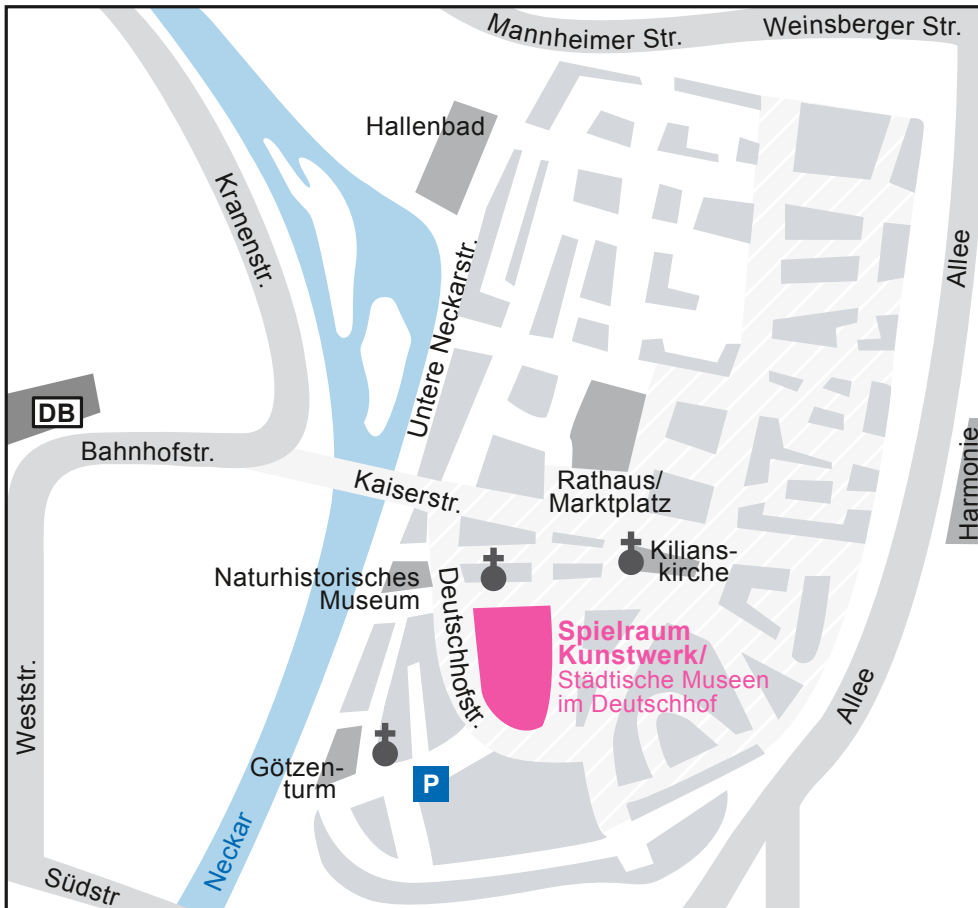 Mannheimer Str.
Weinsberger Str.
Hallenbad
Kranenstr.
Allee
Untere Neckarstr.
DB
Bahnhofstr.
Harmonie
Kaiserstr.
Rathaus/
Marktplatz
Kilians-
kirche
Naturhistorisches
Museum
Deutschhofstr.
Spielraum
Kunstwerk/
Städtische Museen
im Deutschhof
Weststr.
Allee
Götzen-
turm
P
Neckar
Südstr